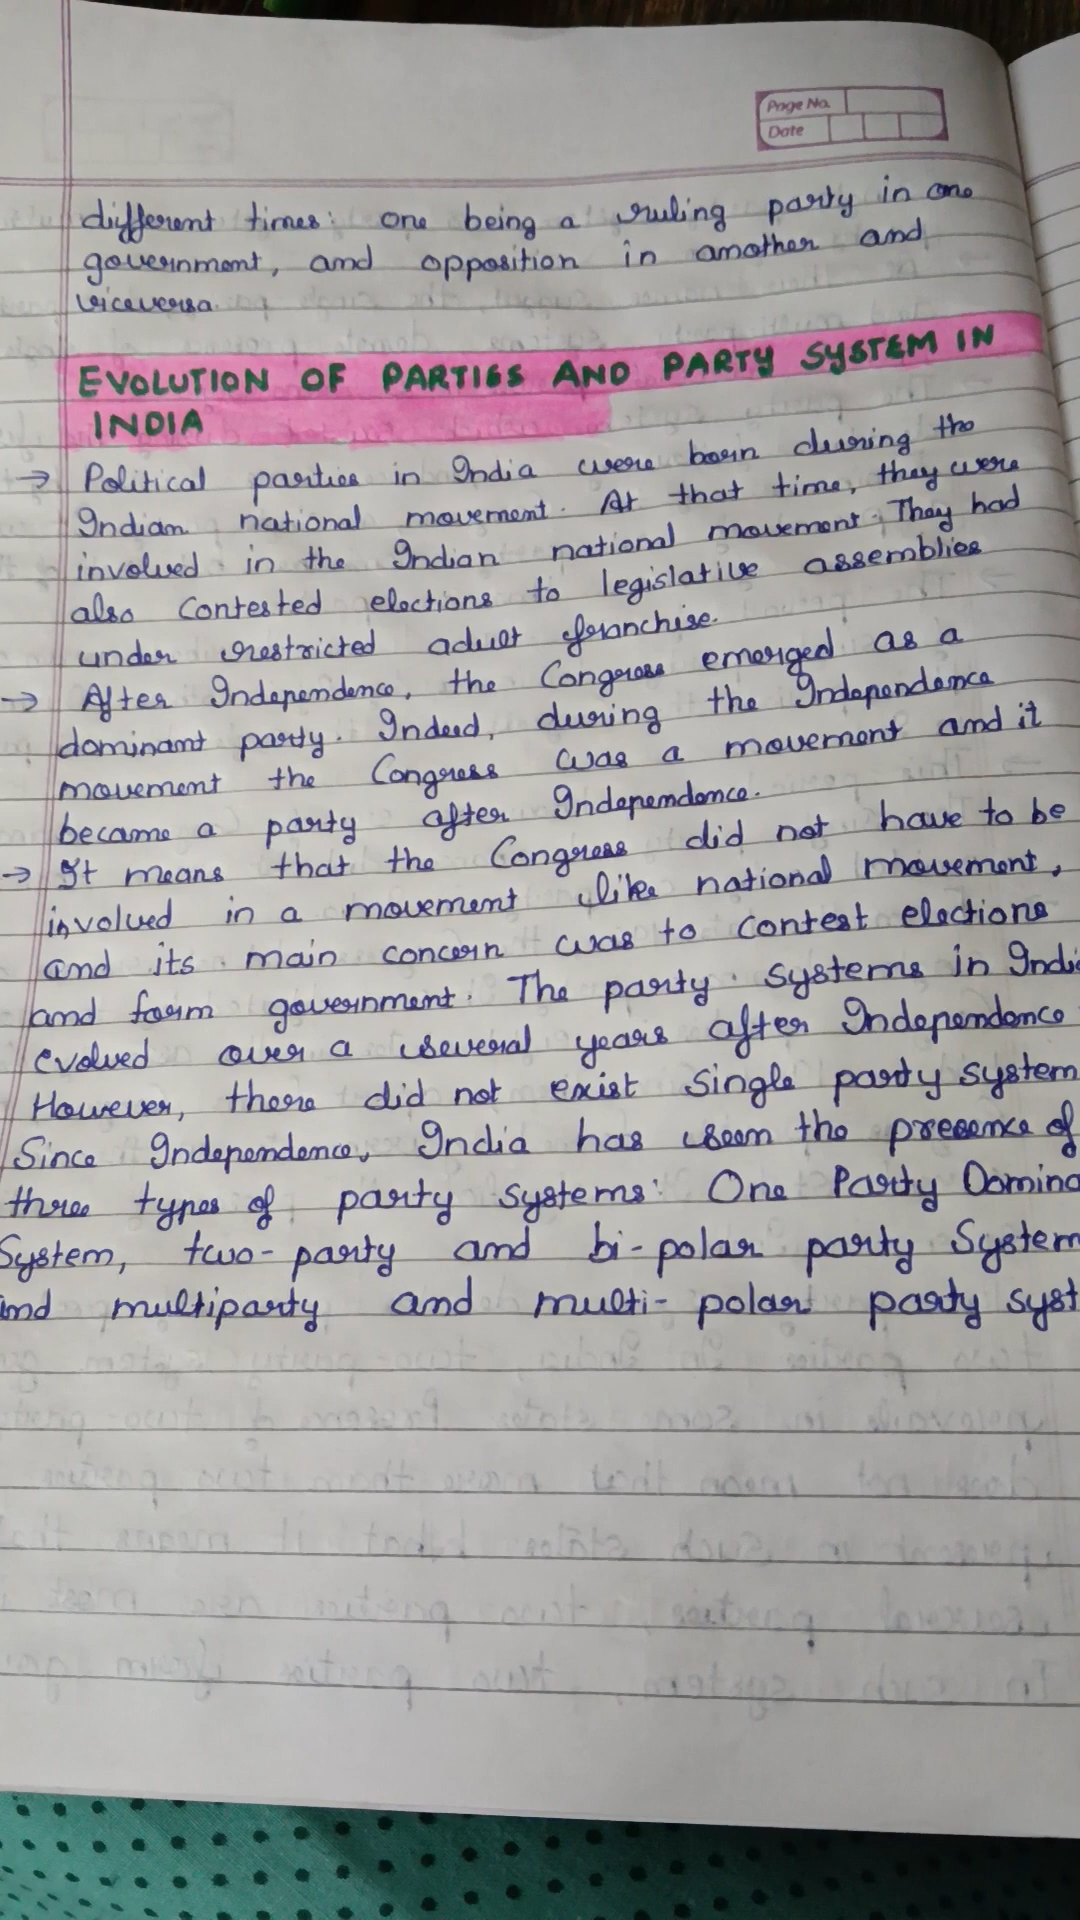 Page No.
Date
different times: one being a ruling party in one
government, and opposition in another and
viceversa.
EVOLUTION OF PARTIES AND PARTY SYSTEM IN
INDIA
→ Political parties in India were born during the
Indian national movement. At that time, they were
involved in the Indian national movement. They had
also contested elections to legislative assemblies
under restricted adult franchise.
→ After Independence, the Congress emerged as a
dominant party. Indeed, during the Independence
movement the Congress was a movement and it
became a party after Independence.
→ It means that the Congress did not have to be
involved in a movement like national movement,
and its main concern was to contest elections
and form government. The party systems in Indi
evolved over a several years after Independence
However, there did not exist single party system
Since Independence, India has seen the presence of
three types of party systems: One Party Domina
System, two-party and bi-polar party System
and multiparty and multi-polar party syst